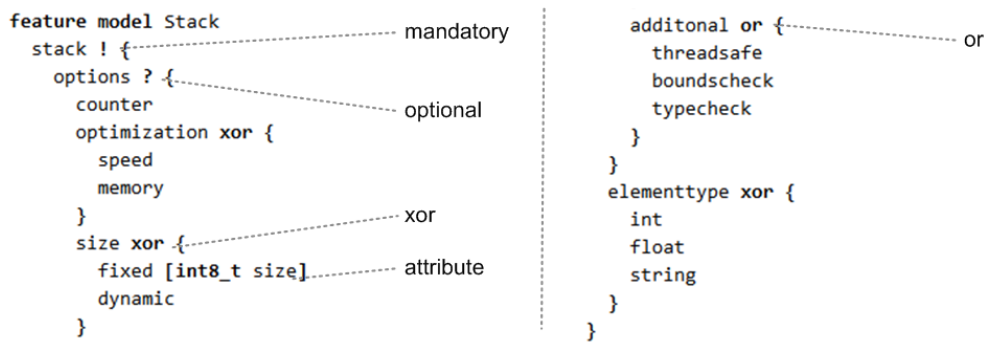 feature model Stack
stack ! {
mandatory
options ? {
counter
optional
optimization xor {
speed
memory
}
size xor {
xor
fixed [int8_t size]
attribute
dynamic
}
additonal or {
or
threadsafe
boundscheck
typecheck
}
}
elementtype xor {
int
float
string
}
}